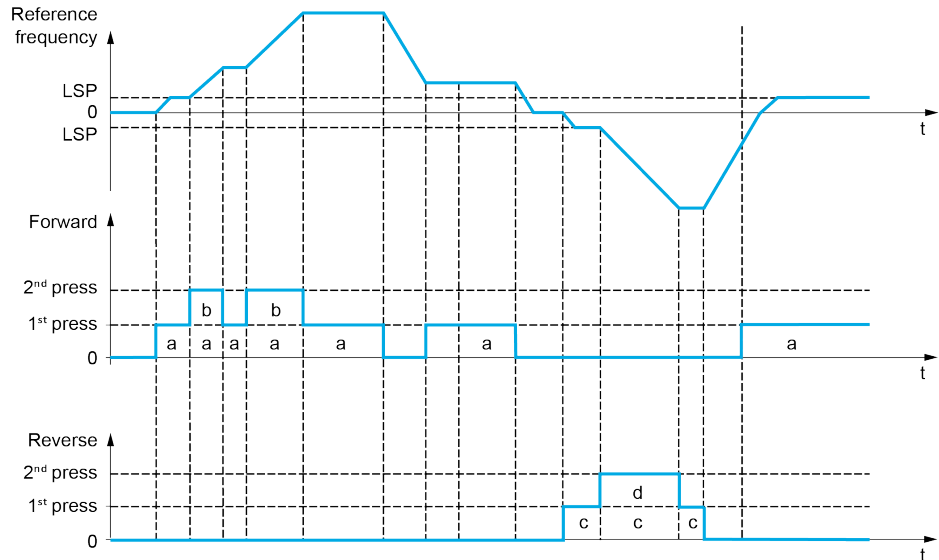 Reference
frequency
LSP
0
LSP
t
Forward
2nd press
b b
1st press
a a a a a a a
0
t
Reverse
2nd press
d
1st press
c c c
0
t